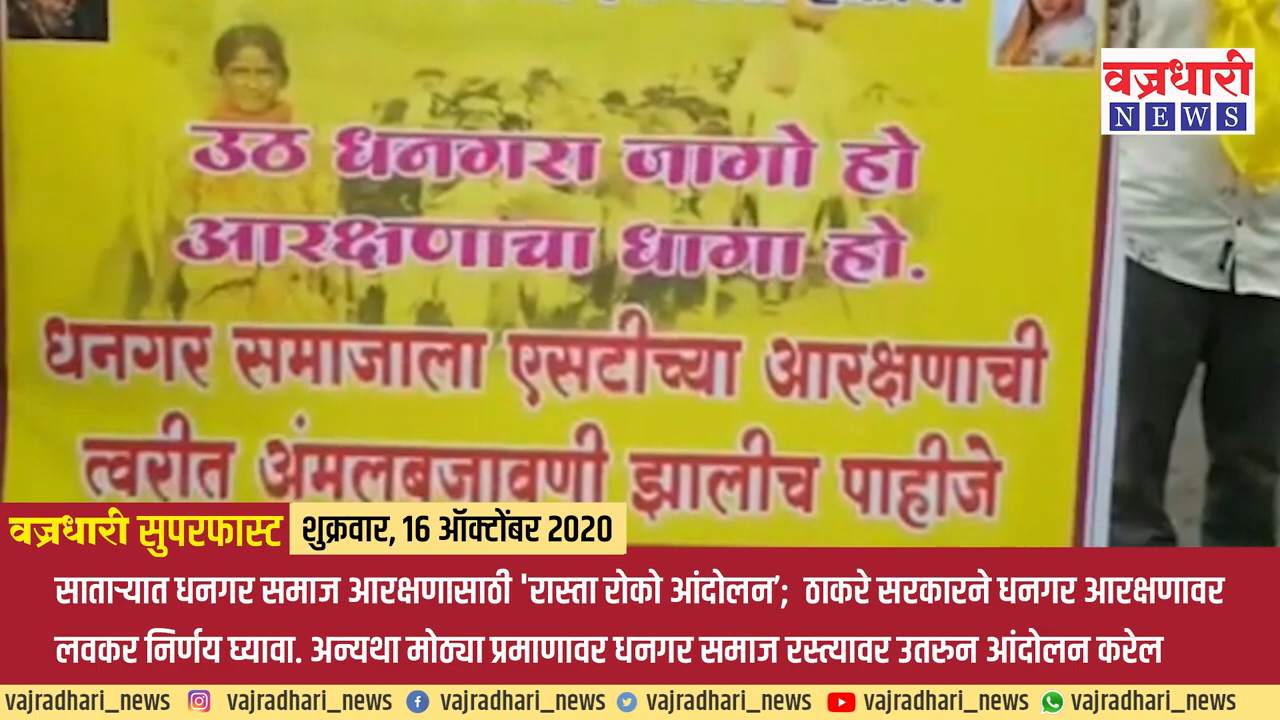 वज्रधारी
NEWS
उठ धनगरा जागो हो
आरक्षणाचा धागा हो.
धनगर समाजाला एसटीच्या आरक्षणाची
त्वरीत अंमलबजावणी झालीच पाहीजे
वज्रधारी सुपरफास्ट
शुक्रवार, 16 ऑक्टोंबर 2020
साताऱ्यात धनगर समाज आरक्षणासाठी 'रास्ता रोको आंदोलन’; ठाकरे सरकारने धनगर आरक्षणावर
लवकर निर्णय घ्यावा. अन्यथा मोठ्या प्रमाणावर धनगर समाज रस्त्यावर उतरुन आंदोलन करेल
vajradhari_news vajradhari_news vajradhari_news vajradhari_news vajradhari_news